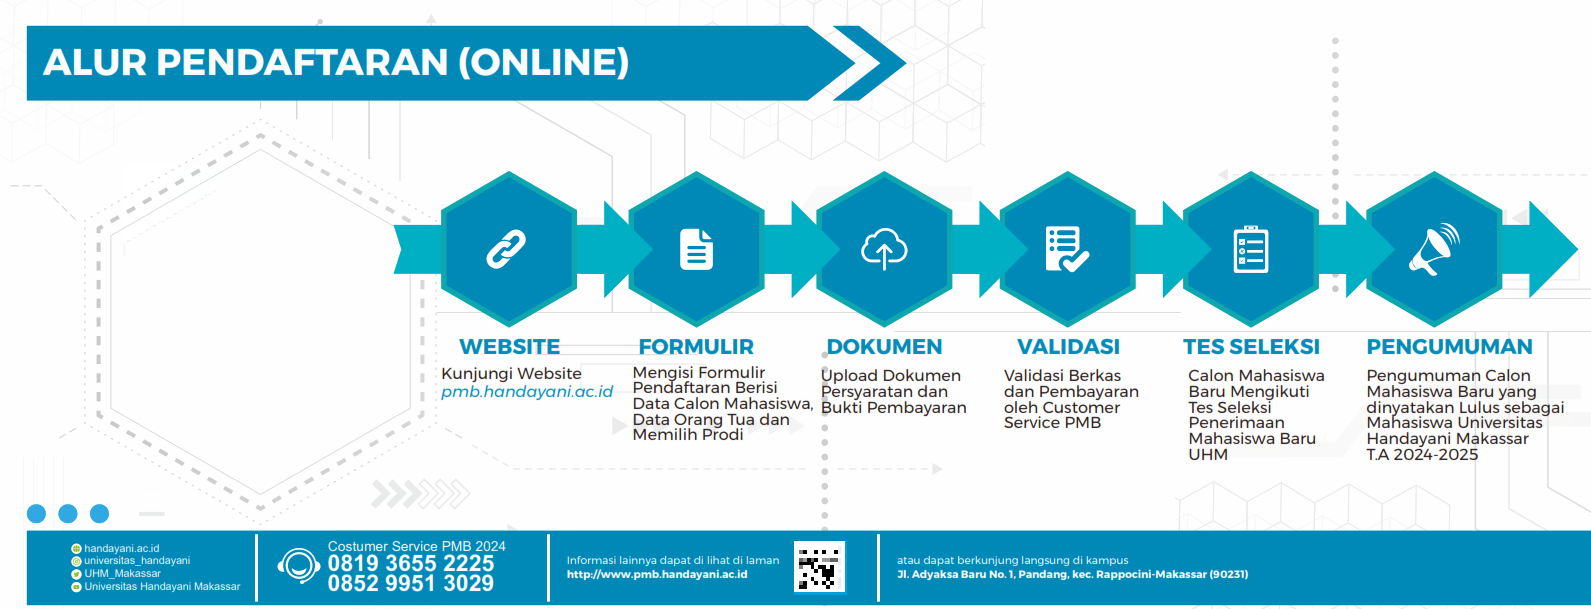 ALUR PENDAFTARAN (ONLINE)
WEBSITE
Kunjungi Website
pmb.handayani.ac.id
FORMULIR
Mengisi Formulir
Pendaftaran Berisi
Data Calon Mahasiswa,
Data Orang Tua dan
Memilih Prodi
DOKUMEN
Upload Dokumen
Persyaratan dan
Bukti Pembayaran
VALIDASI
Validasi Berkas
dan Pembayaran
oleh Customer
Service PMB
TES SELEKSI
Calon Mahasiswa
Baru Mengikuti
Tes Seleksi
Penerimaan
Mahasiswa Baru
UHM
PENGUMUMAN
Pengumuman Calon
Mahasiswa Baru yang
dinyatakan Lulus sebagai
Mahasiswa Universitas
Handayani Makassar
T.A 2024-2025
handayani.ac.id
universitas_handayani
UHM_Makassar
Universitas Handayani Makassar
Costumer Service PMB 2024
0819 3655 2225
0852 9951 3029
Informasi lainnya dapat di lihat di laman
http://www.pmb.handayani.ac.id
atau dapat berkunjung langsung di kampus
Jl. Adyaksa Baru No. 1, Pandang, kec. Rappocini-Makassar (90231)